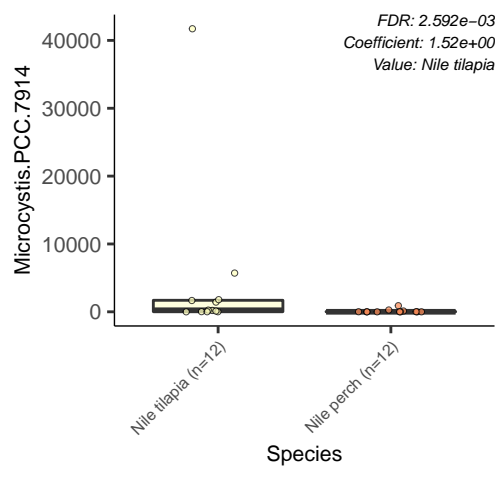 FDR: 2.592e−03
Coefficient: 1.52e+00
Value: Nile tilapia
Microcystis.PCC.7914
40000
30000
20000
10000
0
Nile tilapia (n=12)
Nile perch (n=12)
Species